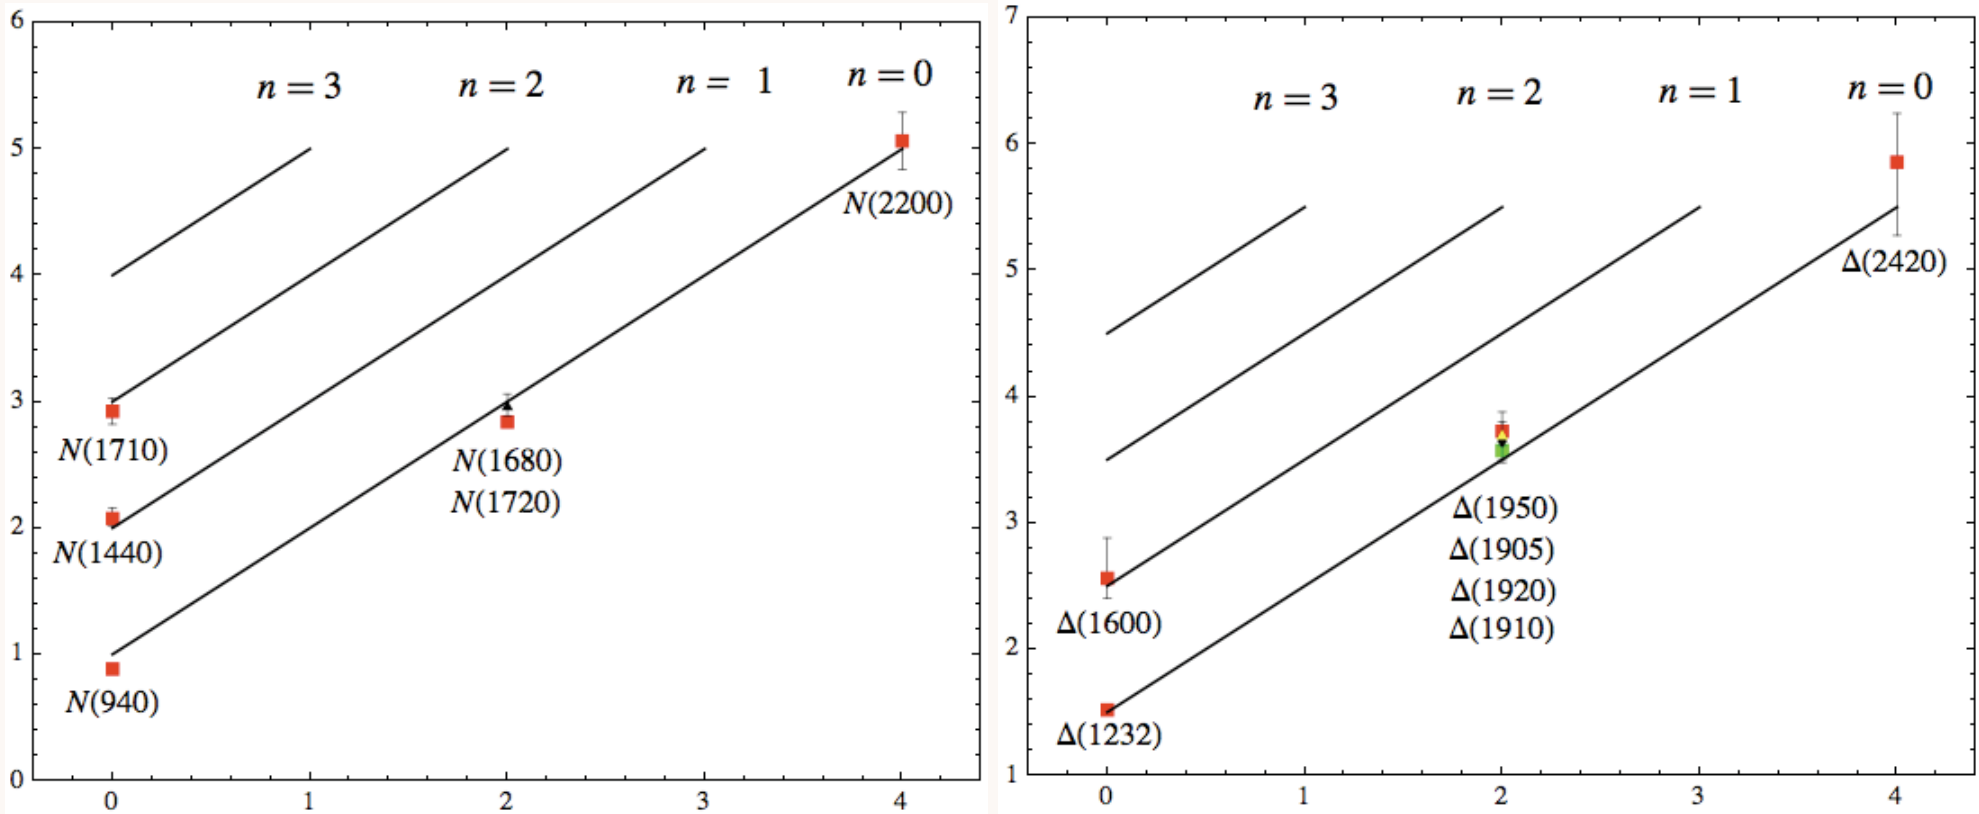 6
n = 3 n = 2 n = 1 n = 0
5
N(2200)
4
3
N(1710)
N(1680)
N(1720)
2
N(1440)
1
N(940)
0
0 1 2 3 4
7
n = 3 n = 2 n = 1 n = 0
6
Δ(2420)
5
4
Δ(1950)
3
Δ(1905)
Δ(1920)
Δ(1600)
Δ(1910)
2
Δ(1232)
1
0 1 2 3 4